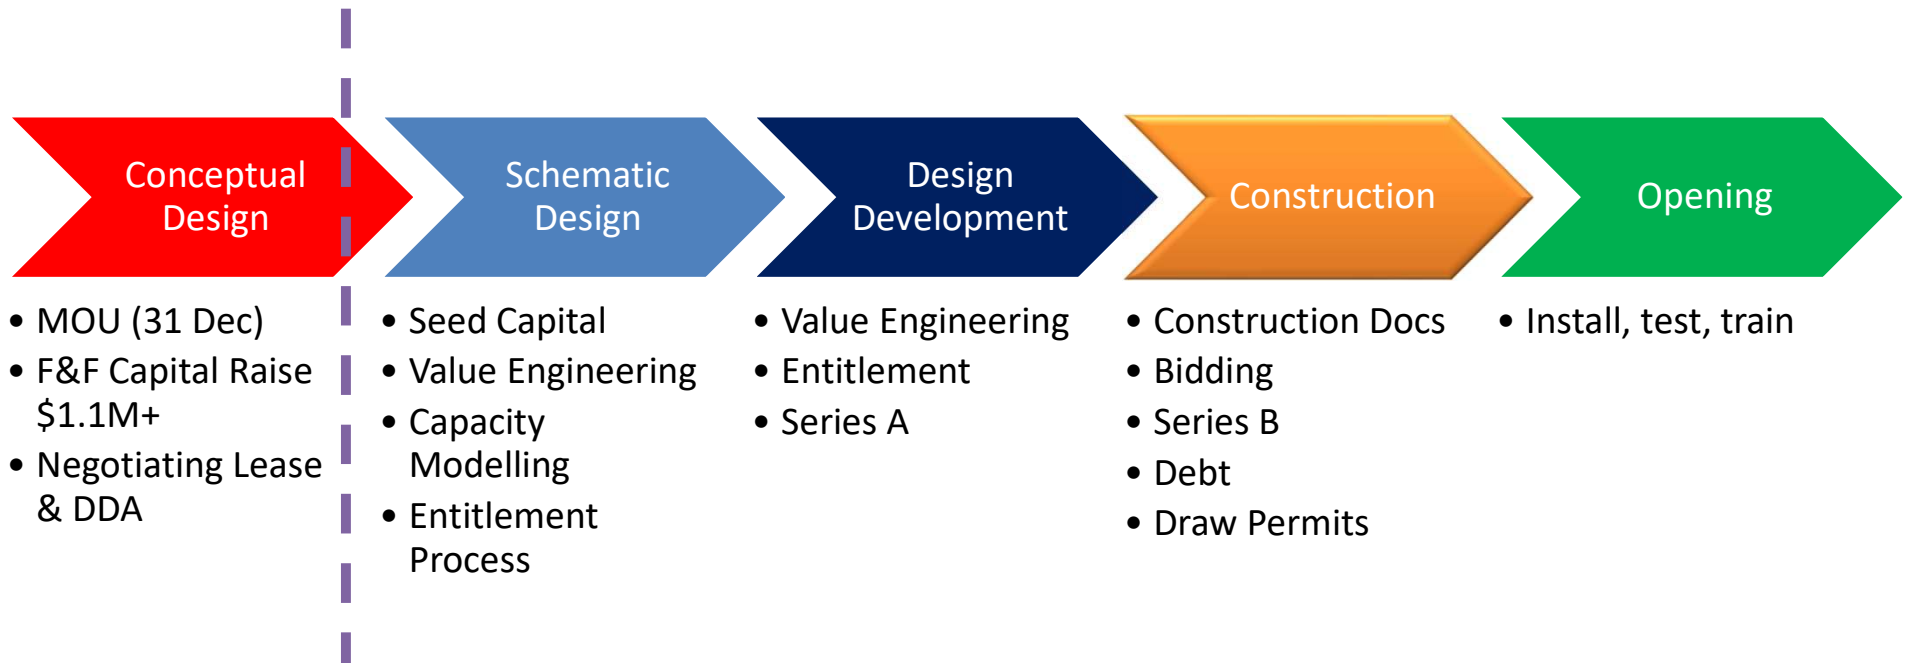 Conceptual
Design
Schematic
Design
Design
Development
Construction
Opening
• MOU (31 Dec)
• F&F Capital Raise
$1.1M+
• Negotiating Lease
& DDA
• Seed Capital
• Value Engineering
• Capacity
Modelling
• Entitlement
Process
• Value Engineering
• Entitlement
• Series A
• Construction Docs
• Bidding
• Series B
• Debt
• Draw Permits
• Install, test, train